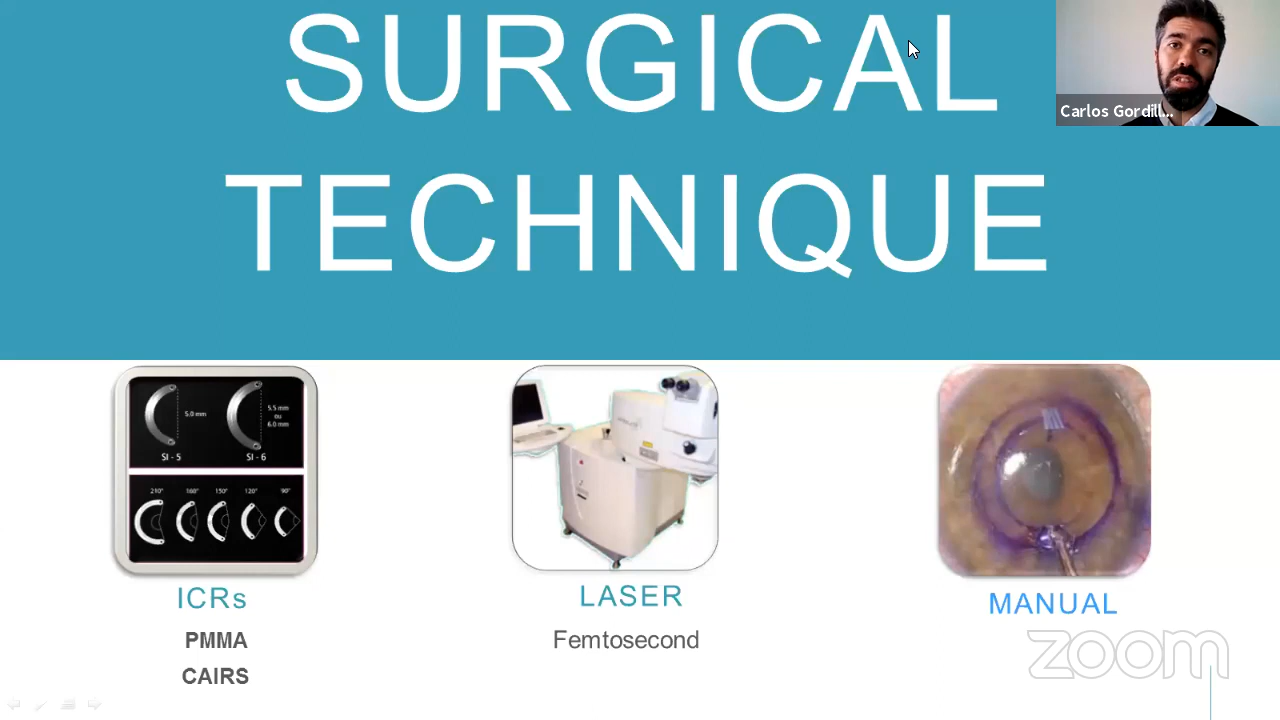 SURGICAL
TECHNIQUE
Carlos Gordill...
5.0 mm
5.5 mm
ou
6.0 mm
SI - 5
SI - 6
210°
160°
150°
120°
90°
ICRs
PMMA
CAIRS
LASER
Femtosecond
MANUAL
zoom